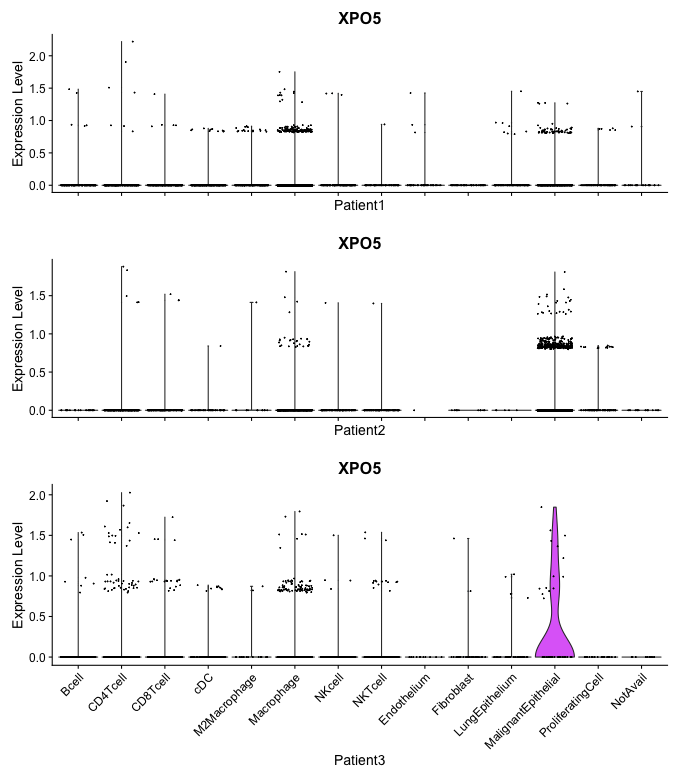 XPO5
Expression Level
2.0
1.5
1.0
0.5
0.0
Patient1
XPO5
Expression Level
1.5
1.0
0.5
0.0
Patient2
XPO5
Expression Level
2.0
1.5
1.0
0.5
0.0
Bcell
CD4Tcell
CD8Tcell
cDC
M2Macrophage
Macrophage
NKcell
NKTcell
Endothelium
Fibroblast
LungEpithelium
MalignantEpithelial
ProliferatingCell
NotAvail
Patient3